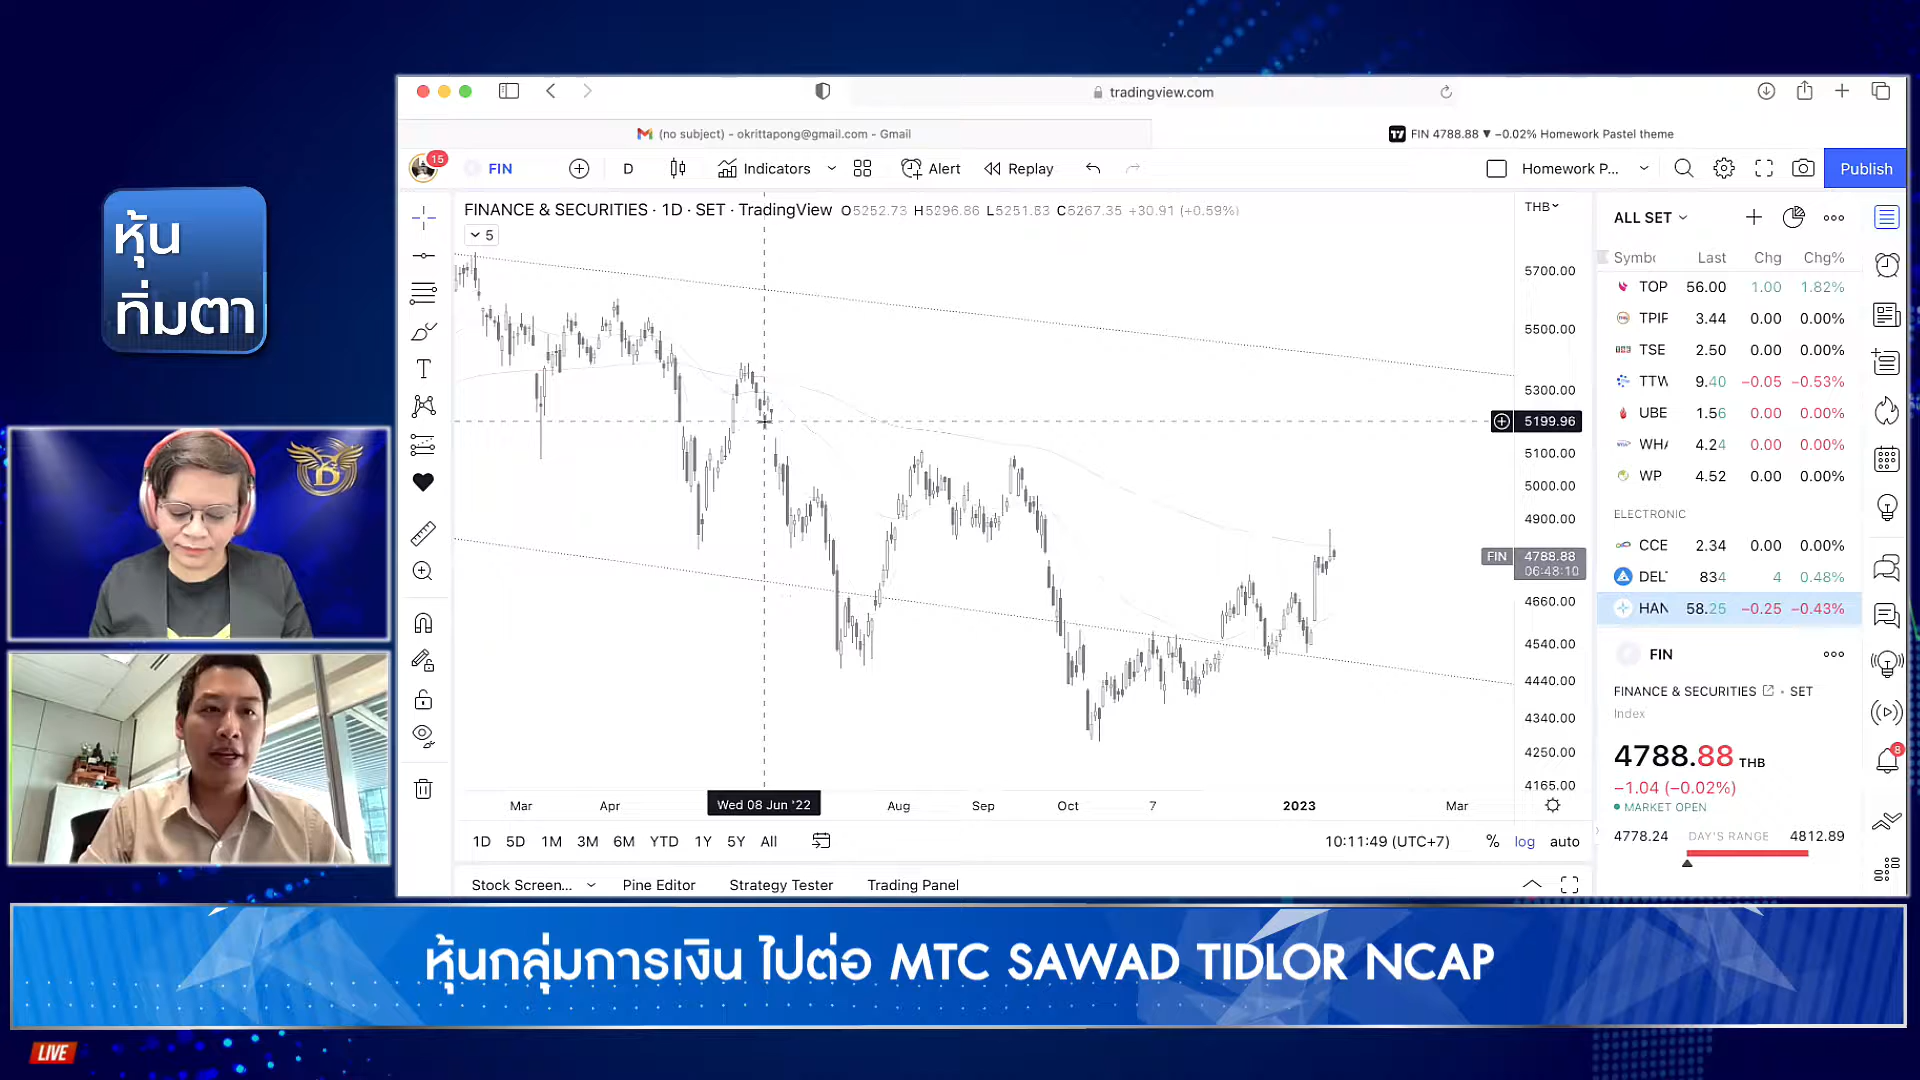 หุ้น
ทิ่มตา
tradingview.com
(no subject) – okrittapong@gmail.com – Gmail
FIN 4788.88 ▼ −0.02% Homework Pastel theme
15
FIN
D
Indicators
Alert
Replay
Homework P...
Publish
FINANCE & SECURITIES · 1D · SET · TradingView O5252.73 H5296.86 L5251.83 C5267.35 +30.91 (+0.59%)
5
THB
5700.00
5500.00
5300.00
5199.96
5100.00
5000.00
4900.00
FIN 4788.88
06:48:10
4660.00
4540.00
4440.00
4340.00
4250.00
4165.00
Mar Apr Wed 08 Jun '22 Aug Sep Oct 7 2023 Mar
1D 5D 1M 3M 6M YTD 1Y 5Y All
10:11:49 (UTC+7) % log auto
Stock Screen... Pine Editor Strategy Tester Trading Panel
ALL SET
Symbo Last Chg Chg%
TOP 56.00 1.00 1.82%
TPIP 3.44 0.00 0.00%
TSE 2.50 0.00 0.00%
TTW 9.40 −0.05 −0.53%
UBE 1.56 0.00 0.00%
WHA 4.24 0.00 0.00%
WP 4.52 0.00 0.00%
ELECTRONIC
CCE 2.34 0.00 0.00%
DEL 834 4 0.48%
HAN 58.25 −0.25 −0.43%
FIN
FINANCE & SECURITIES · SET
Index
4788.88 THB
−1.04 (−0.02%)
MARKET OPEN
4778.24 DAY'S RANGE 4812.89
8
หุ้นกลุ่มการเงิน ไปต่อ MTC SAWAD TIDLOR NCAP
LIVE